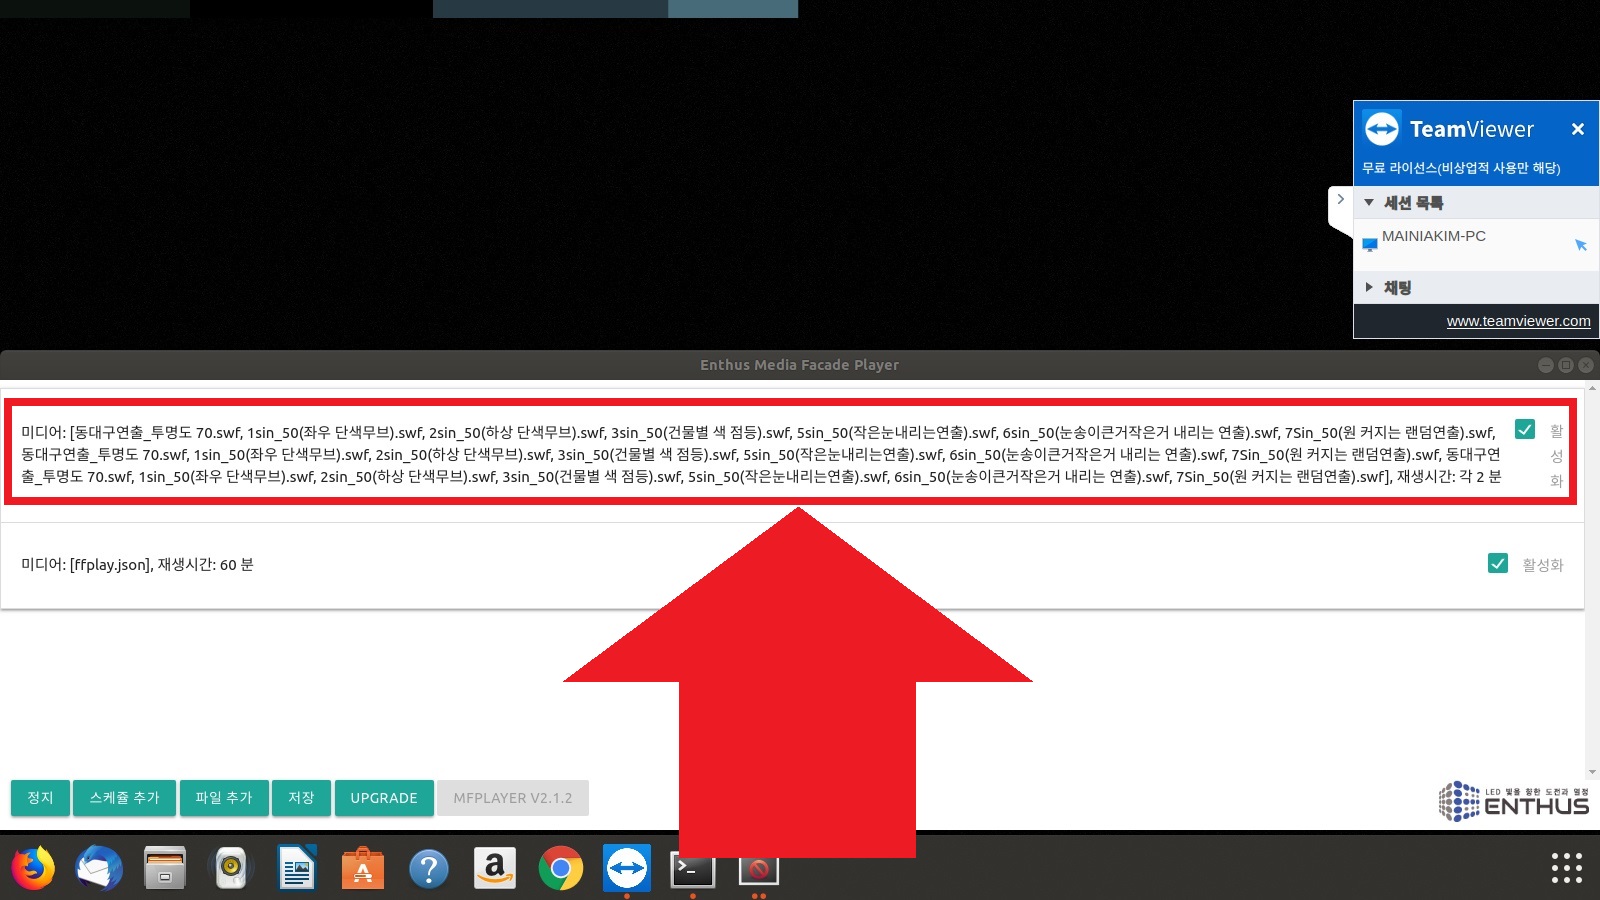 TeamViewer
무료 라이선스(비상업적 사용만 해당)
세션 목록
MAINIAKIM-PC
채팅
www.teamviewer.com
Enthus Media Facade Player
미디어: [동대구연출_투명도 70.swf, 1sin_50(좌우 단색무브).swf, 2sin_50(하상 단색무브).swf, 3sin_50(건물별 색 점등).swf, 5sin_50(작은눈내리는연출).swf, 6sin_50(눈송이큰거작은거 내리는 연출).swf, 7Sin_50(원 커지는 랜덤연출).swf,
동대구연출_투명도 70.swf, 1sin_50(좌우 단색무브).swf, 2sin_50(하상 단색무브).swf, 3sin_50(건물별 색 점등).swf, 5sin_50(작은눈내리는연출).swf, 6sin_50(눈송이큰거작은거 내리는 연출).swf, 7Sin_50(원 커지는 랜덤연출).swf, 동대구연
출_투명도 70.swf, 1sin_50(좌우 단색무브).swf, 2sin_50(하상 단색무브).swf, 3sin_50(건물별 색 점등).swf, 5sin_50(작은눈내리는연출).swf, 6sin_50(눈송이큰거작은거 내리는 연출).swf, 7Sin_50(원 커지는 랜덤연출).swf], 재생시간: 각 2 분
활
성
화
미디어: [ffplay.json], 재생시간: 60 분
활성화
정지
스케쥴 추가
파일 추가
저장
UPGRADE
MFPLAYER V2.1.2
LED 빛을 향한 도전과 열정
ENTHUS